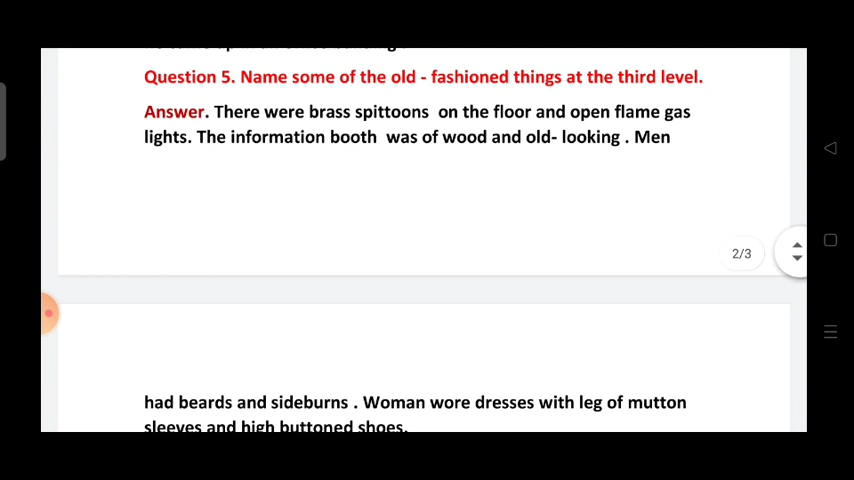 Question 5. Name some of the old - fashioned things at the third level.
Answer. There were brass spittoons on the floor and open flame gas
lights. The information booth was of wood and old- looking . Men
2/3
had beards and sideburns . Woman wore dresses with leg of mutton
sleeves and high buttoned shoes.